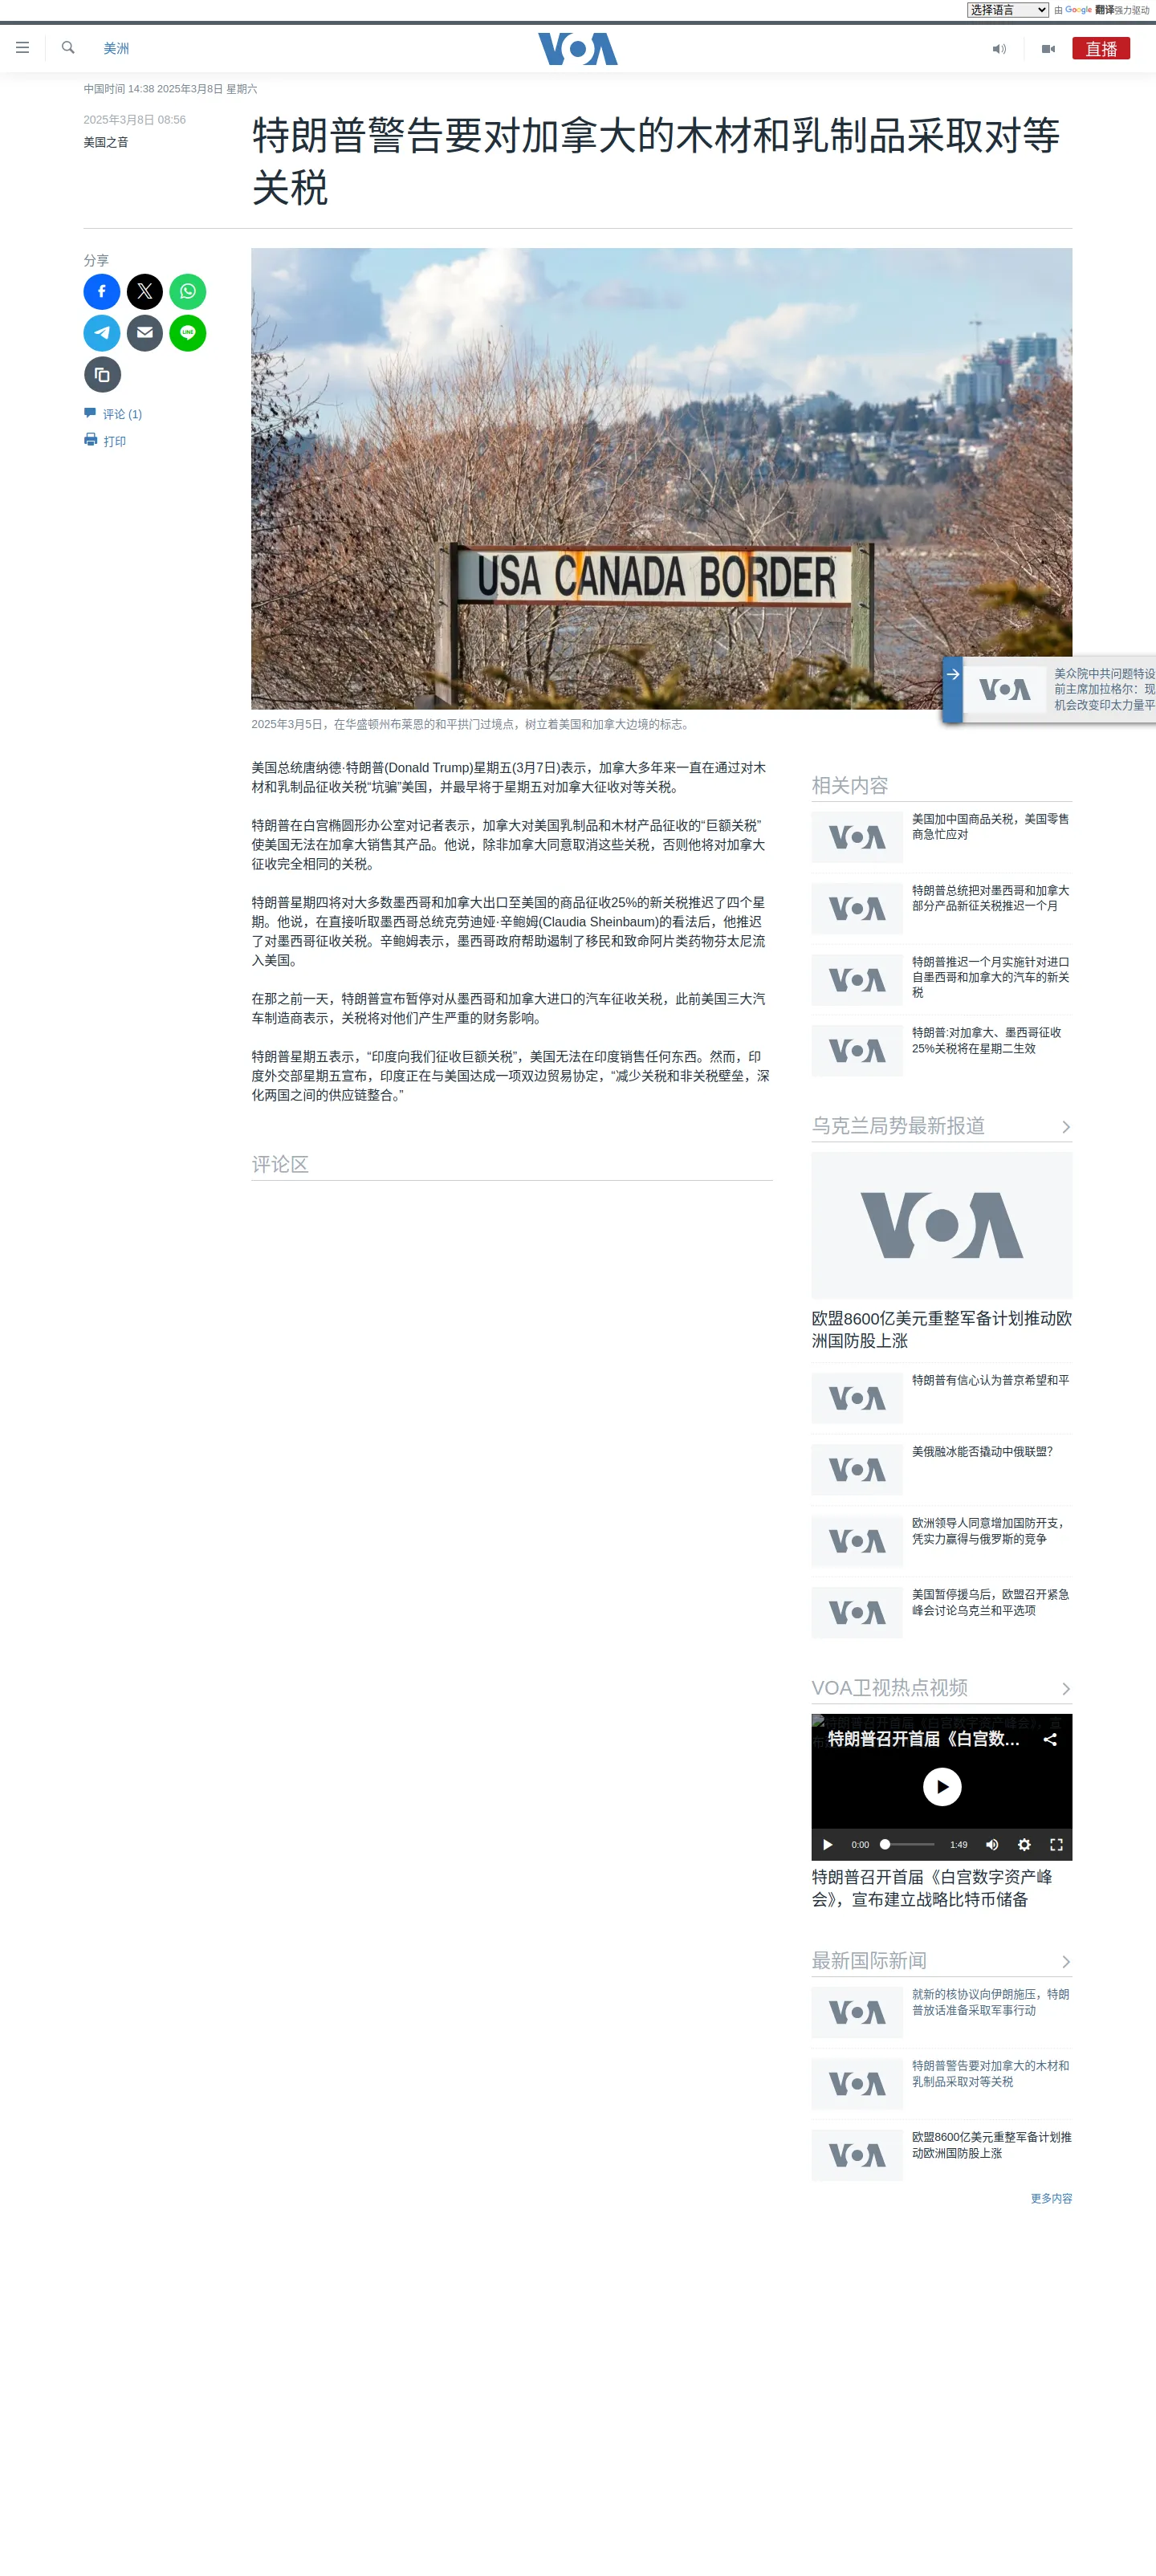 选择语言
由 Google 翻译强力驱动
美洲
VOA
直播
中国时间 14:38 2025年3月8日 星期六
2025年3月8日 08:56
美国之音
特朗普警告要对加拿大的木材和乳制品采取对等
关税
分享
LINE
评论 (1)
打印
USA CANADA BORDER
美众院中共问题特设
前主席加拉格尔：现
机会改变印太力量平
2025年3月5日，在华盛顿州布莱恩的和平拱门过境点，树立着美国和加拿大边境的标志。
美国总统唐纳德·特朗普(Donald Trump)星期五(3月7日)表示，加拿大多年来一直在通过对木
材和乳制品征收关税“坑骗”美国，并最早将于星期五对加拿大征收对等关税。
特朗普在白宫椭圆形办公室对记者表示，加拿大对美国乳制品和木材产品征收的“巨额关税”
使美国无法在加拿大销售其产品。他说，除非加拿大同意取消这些关税，否则他将对加拿大
征收完全相同的关税。
特朗普星期四将对大多数墨西哥和加拿大出口至美国的商品征收25%的新关税推迟了四个星
期。他说，在直接听取墨西哥总统克劳迪娅·辛鲍姆(Claudia Sheinbaum)的看法后，他推迟
了对墨西哥征收关税。辛鲍姆表示，墨西哥政府帮助遏制了移民和致命阿片类药物芬太尼流
入美国。
在那之前一天，特朗普宣布暂停对从墨西哥和加拿大进口的汽车征收关税，此前美国三大汽
车制造商表示，关税将对他们产生严重的财务影响。
特朗普星期五表示，“印度向我们征收巨额关税”，美国无法在印度销售任何东西。然而，印
度外交部星期五宣布，印度正在与美国达成一项双边贸易协定，“减少关税和非关税壁垒，深
化两国之间的供应链整合。”
评论区
相关内容
美国加中国商品关税，美国零售
商急忙应对
特朗普总统把对墨西哥和加拿大
部分产品新征关税推迟一个月
特朗普推迟一个月实施针对进口
自墨西哥和加拿大的汽车的新关
税
特朗普:对加拿大、墨西哥征收
25%关税将在星期二生效
乌克兰局势最新报道
VOA
欧盟8600亿美元重整军备计划推动欧
洲国防股上涨
特朗普有信心认为普京希望和平
美俄融冰能否撬动中俄联盟？
欧洲领导人同意增加国防开支，
凭实力赢得与俄罗斯的竞争
美国暂停援乌后，欧盟召开紧急
峰会讨论乌克兰和平选项
VOA卫视热点视频
特朗普召开首届《白宫数...
0:00
1:49
特朗普召开首届《白宫数字资产峰
会》，宣布建立战略比特币储备
最新国际新闻
就新的核协议向伊朗施压，特朗
普放话准备采取军事行动
特朗普警告要对加拿大的木材和
乳制品采取对等关税
欧盟8600亿美元重整军备计划推
动欧洲国防股上涨
更多内容